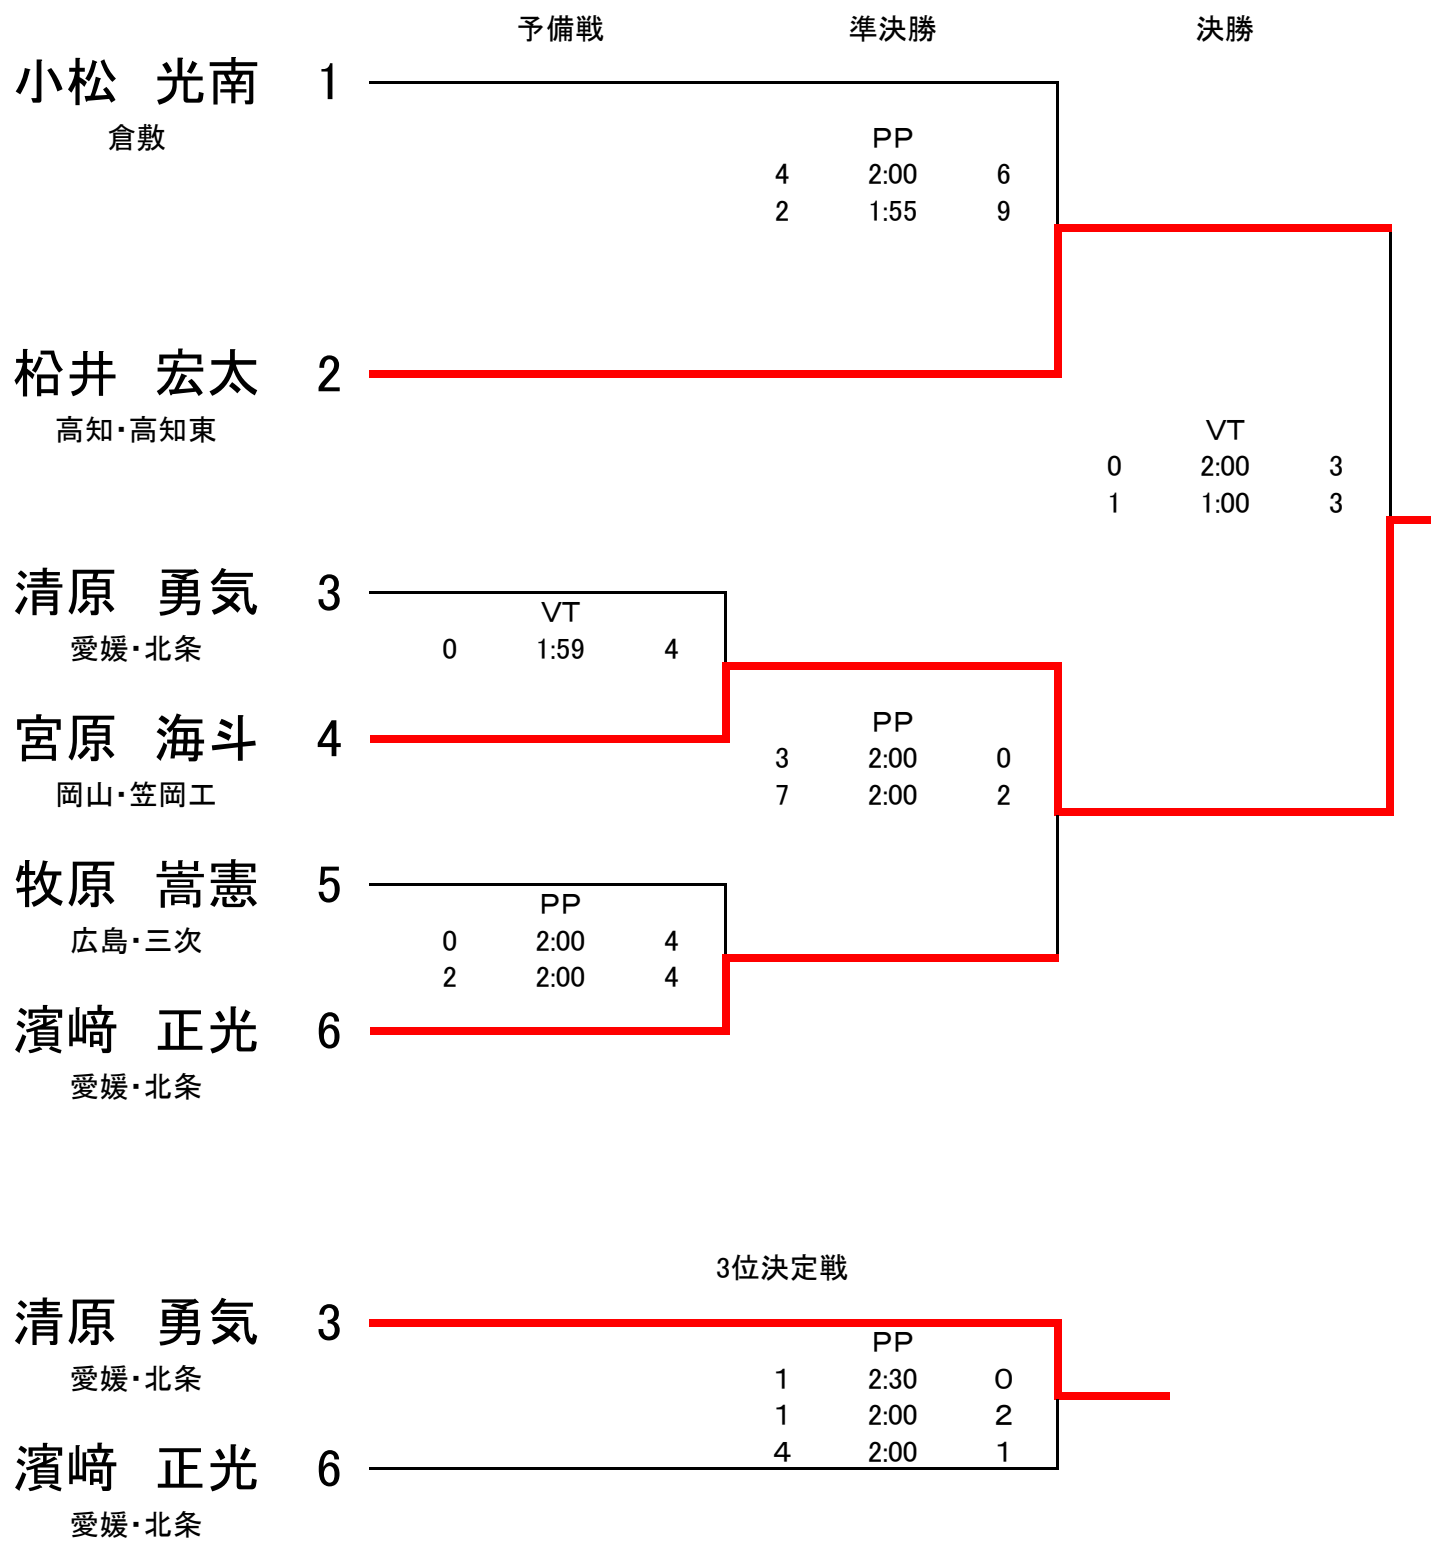 予備戦 準決勝 決勝
小松 光南 1
倉敷
PP
4 2:00 6
2 1:55 9
枩井 宏太 2
高知・高知東
VT
0 2:00 3
1 1:00 3
清原 勇気 3
VT
愛媛・北条 0 1:59 4
宮原 海斗 4
PP
岡山・笠岡工 3 2:00 0
7 2:00 2
牧原 嵩憲 5
PP
広島・三次 0 2:00 4
2 2:00 4
濱﨑 正光 6
愛媛・北条
3位決定戦
清原 勇気 3
PP
愛媛・北条 1 2:30 0
1 2:00 2
4 2:00 1
濱﨑 正光 6
愛媛・北条